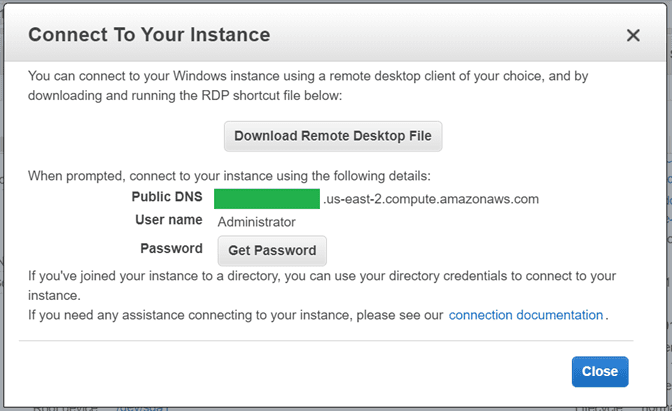 Connect To Your Instance
You can connect to your Windows instance using a remote desktop client of your choice, and by
downloading and running the RDP shortcut file below:
Download Remote Desktop File
When prompted, connect to your instance using the following details:
Public DNS .us-east-2.compute.amazonaws.com
User name Administrator
Password Get Password
If you've joined your instance to a directory, you can use your directory credentials to connect to your
instance.
If you need any assistance connecting to your instance, please see our connection documentation.
Close